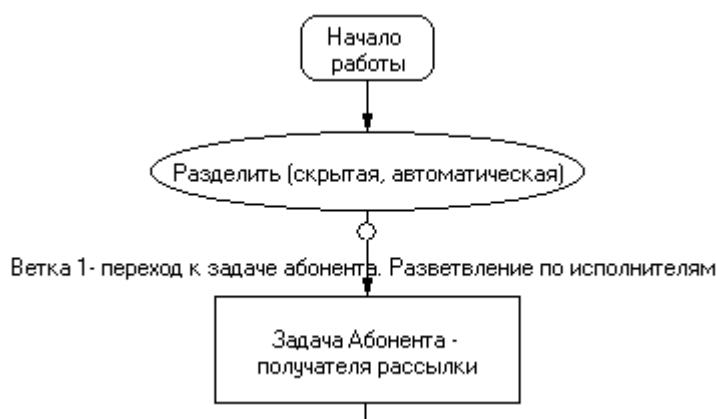 Начало
работы
Разделить (скрытая, автоматическая)
Ветка 1- переход к задаче абонента. Разветвление по исполнителям
Задача Абонента -
получателя рассылки